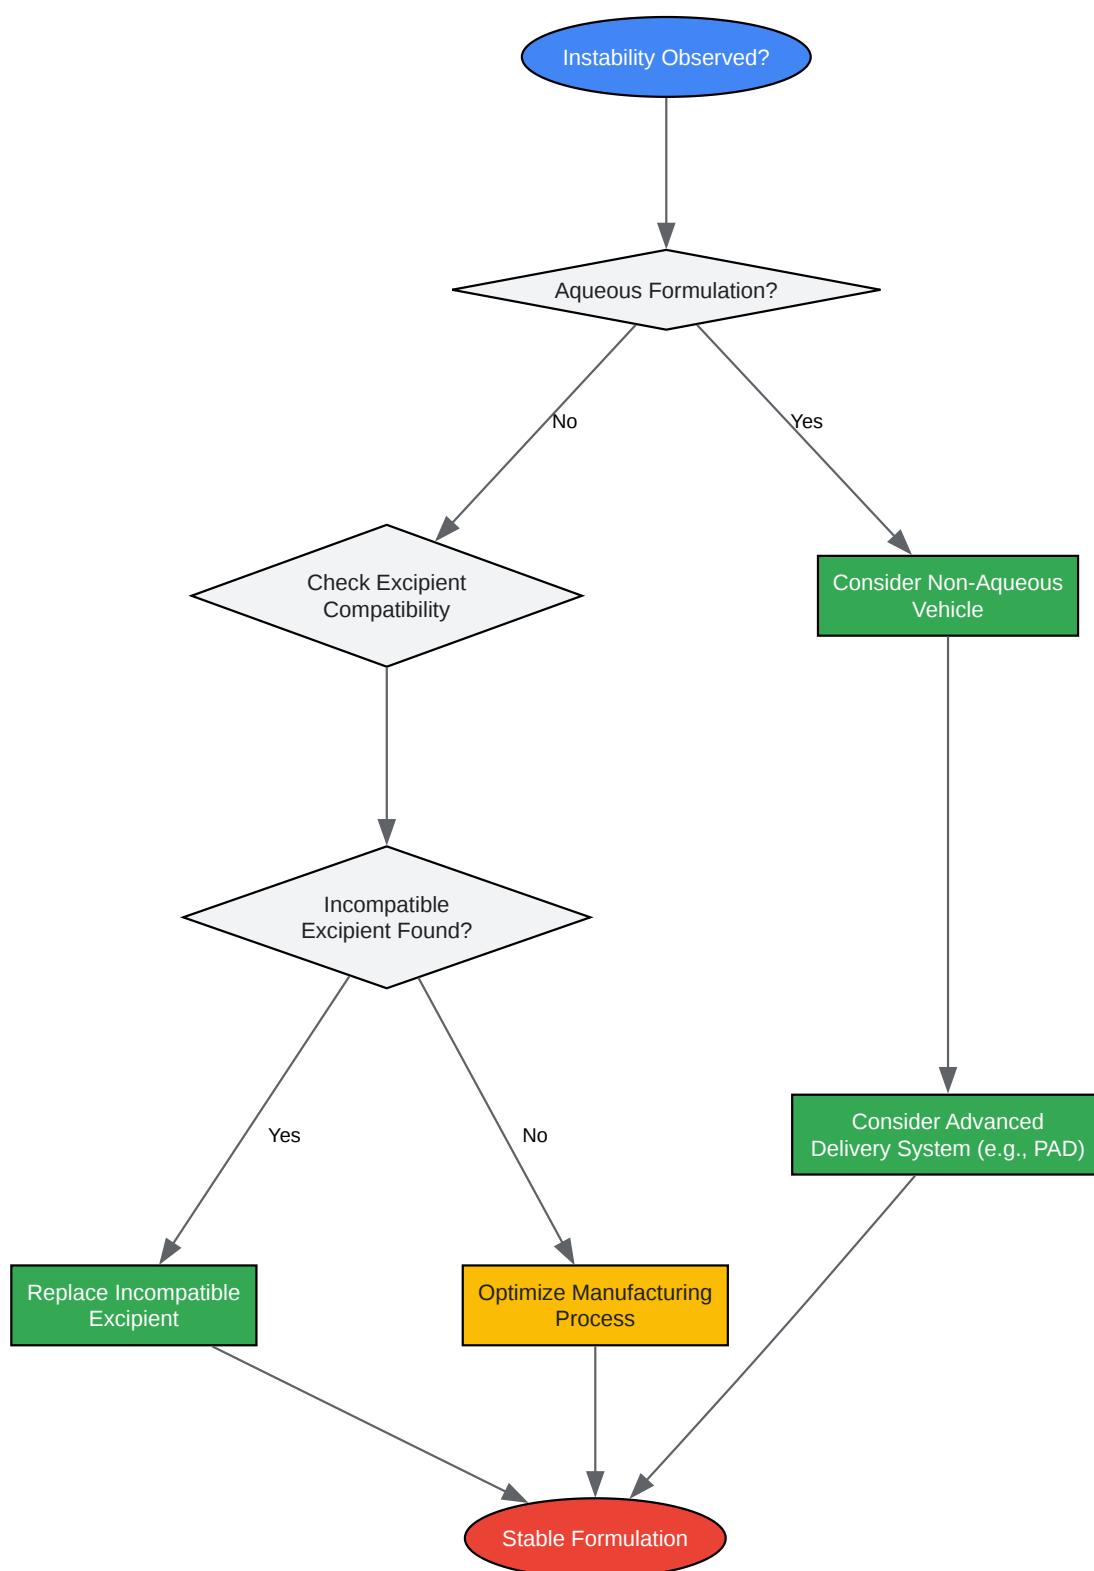 Instability Observed?
Aqueous Formulation?
No
Yes
Check Excipient
Compatibility
Consider Non-Aqueous
Vehicle
Incompatible
Excipient Found?
Yes
No
Consider Advanced
Delivery System (e.g., PAD)
Replace Incompatible
Excipient
Optimize Manufacturing
Process
Stable Formulation